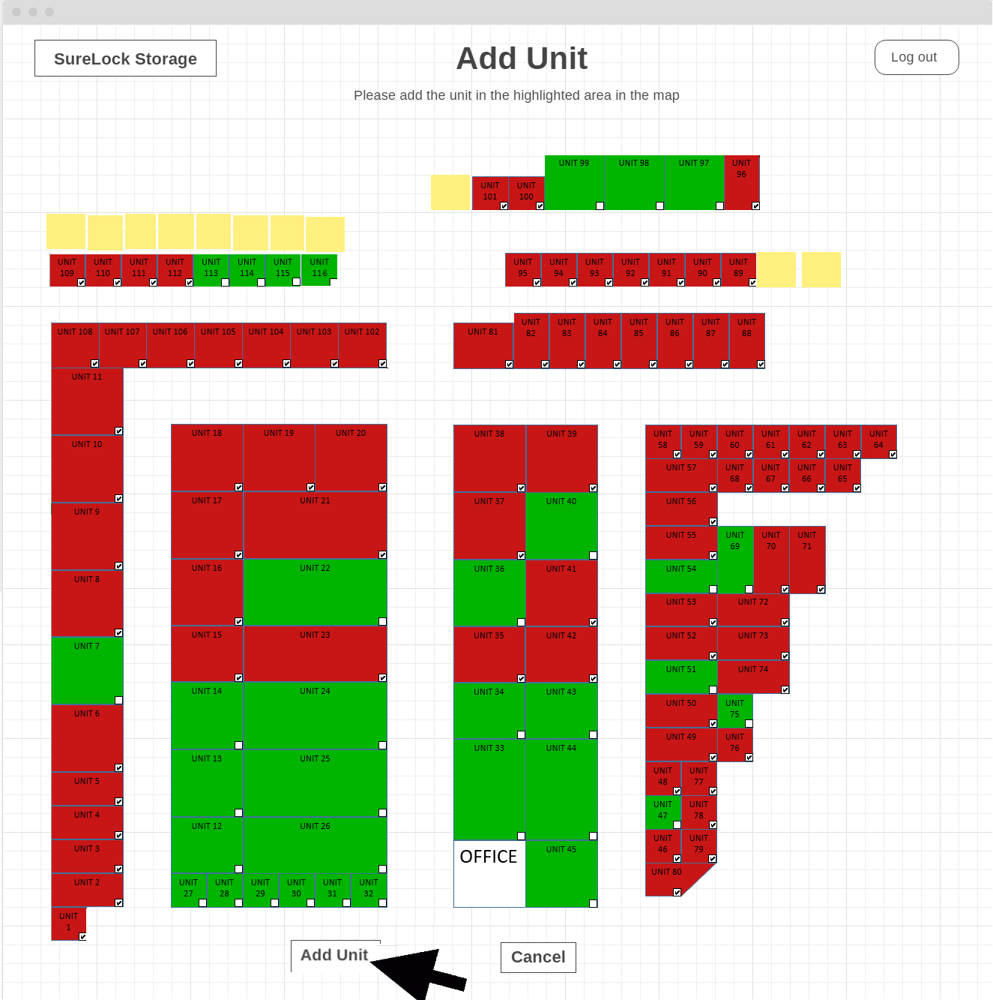 SureLock Storage
Add Unit
Log out
Please add the unit in the highlighted area in the map
UNIT 99 UNIT 98 UNIT 97 UNIT
96
UNIT UNIT
101 100
UNIT UNIT UNIT UNIT UNIT UNIT UNIT UNIT
109 110 111 112 113 114 115 116
UNIT UNIT UNIT UNIT UNIT UNIT UNIT
95 94 93 92 91 90 89
UNIT 108 UNIT 107 UNIT 106 UNIT 105 UNIT 104 UNIT 103 UNIT 102
UNIT 81 UNIT UNIT UNIT UNIT UNIT UNIT UNIT
82 83 84 85 86 87 88
UNIT 11
UNIT 10
UNIT 9
UNIT 8
UNIT 7
UNIT 6
UNIT 5
UNIT 4
UNIT 3
UNIT 2
UNIT
1
UNIT 18 UNIT 19 UNIT 20
UNIT 17 UNIT 21
UNIT 16 UNIT 22
UNIT 15 UNIT 23
UNIT 14 UNIT 24
UNIT 13 UNIT 25
UNIT 12 UNIT 26
UNIT UNIT UNIT UNIT UNIT UNIT
27 28 29 30 31 32
UNIT 38 UNIT 39
UNIT 37 UNIT 40
UNIT 36 UNIT 41
UNIT 35 UNIT 42
UNIT 34 UNIT 43
UNIT 33 UNIT 44
OFFICE UNIT 45
UNIT UNIT UNIT UNIT UNIT UNIT UNIT
58 59 60 61 62 63 64
UNIT 57 UNIT UNIT UNIT UNIT
68 67 66 65
UNIT 56
UNIT 55 UNIT UNIT UNIT
69 70 71
UNIT 54
UNIT 53 UNIT 72
UNIT 52 UNIT 73
UNIT 51 UNIT 74
UNIT 50 UNIT
75
UNIT 49 UNIT
76
UNIT UNIT
48 77
UNIT UNIT
47 78
UNIT UNIT
46 79
UNIT 80
Add Unit
Cancel